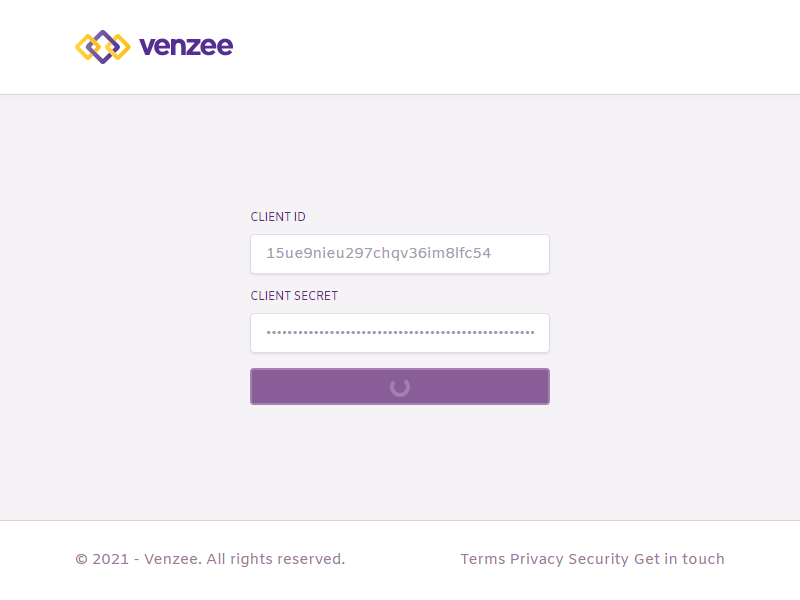 venzee
CLIENT ID
15ue9nieu297chqv36im8lfc54
CLIENT SECRET
© 2021 - Venzee. All rights reserved.
Terms Privacy Security Get in touch